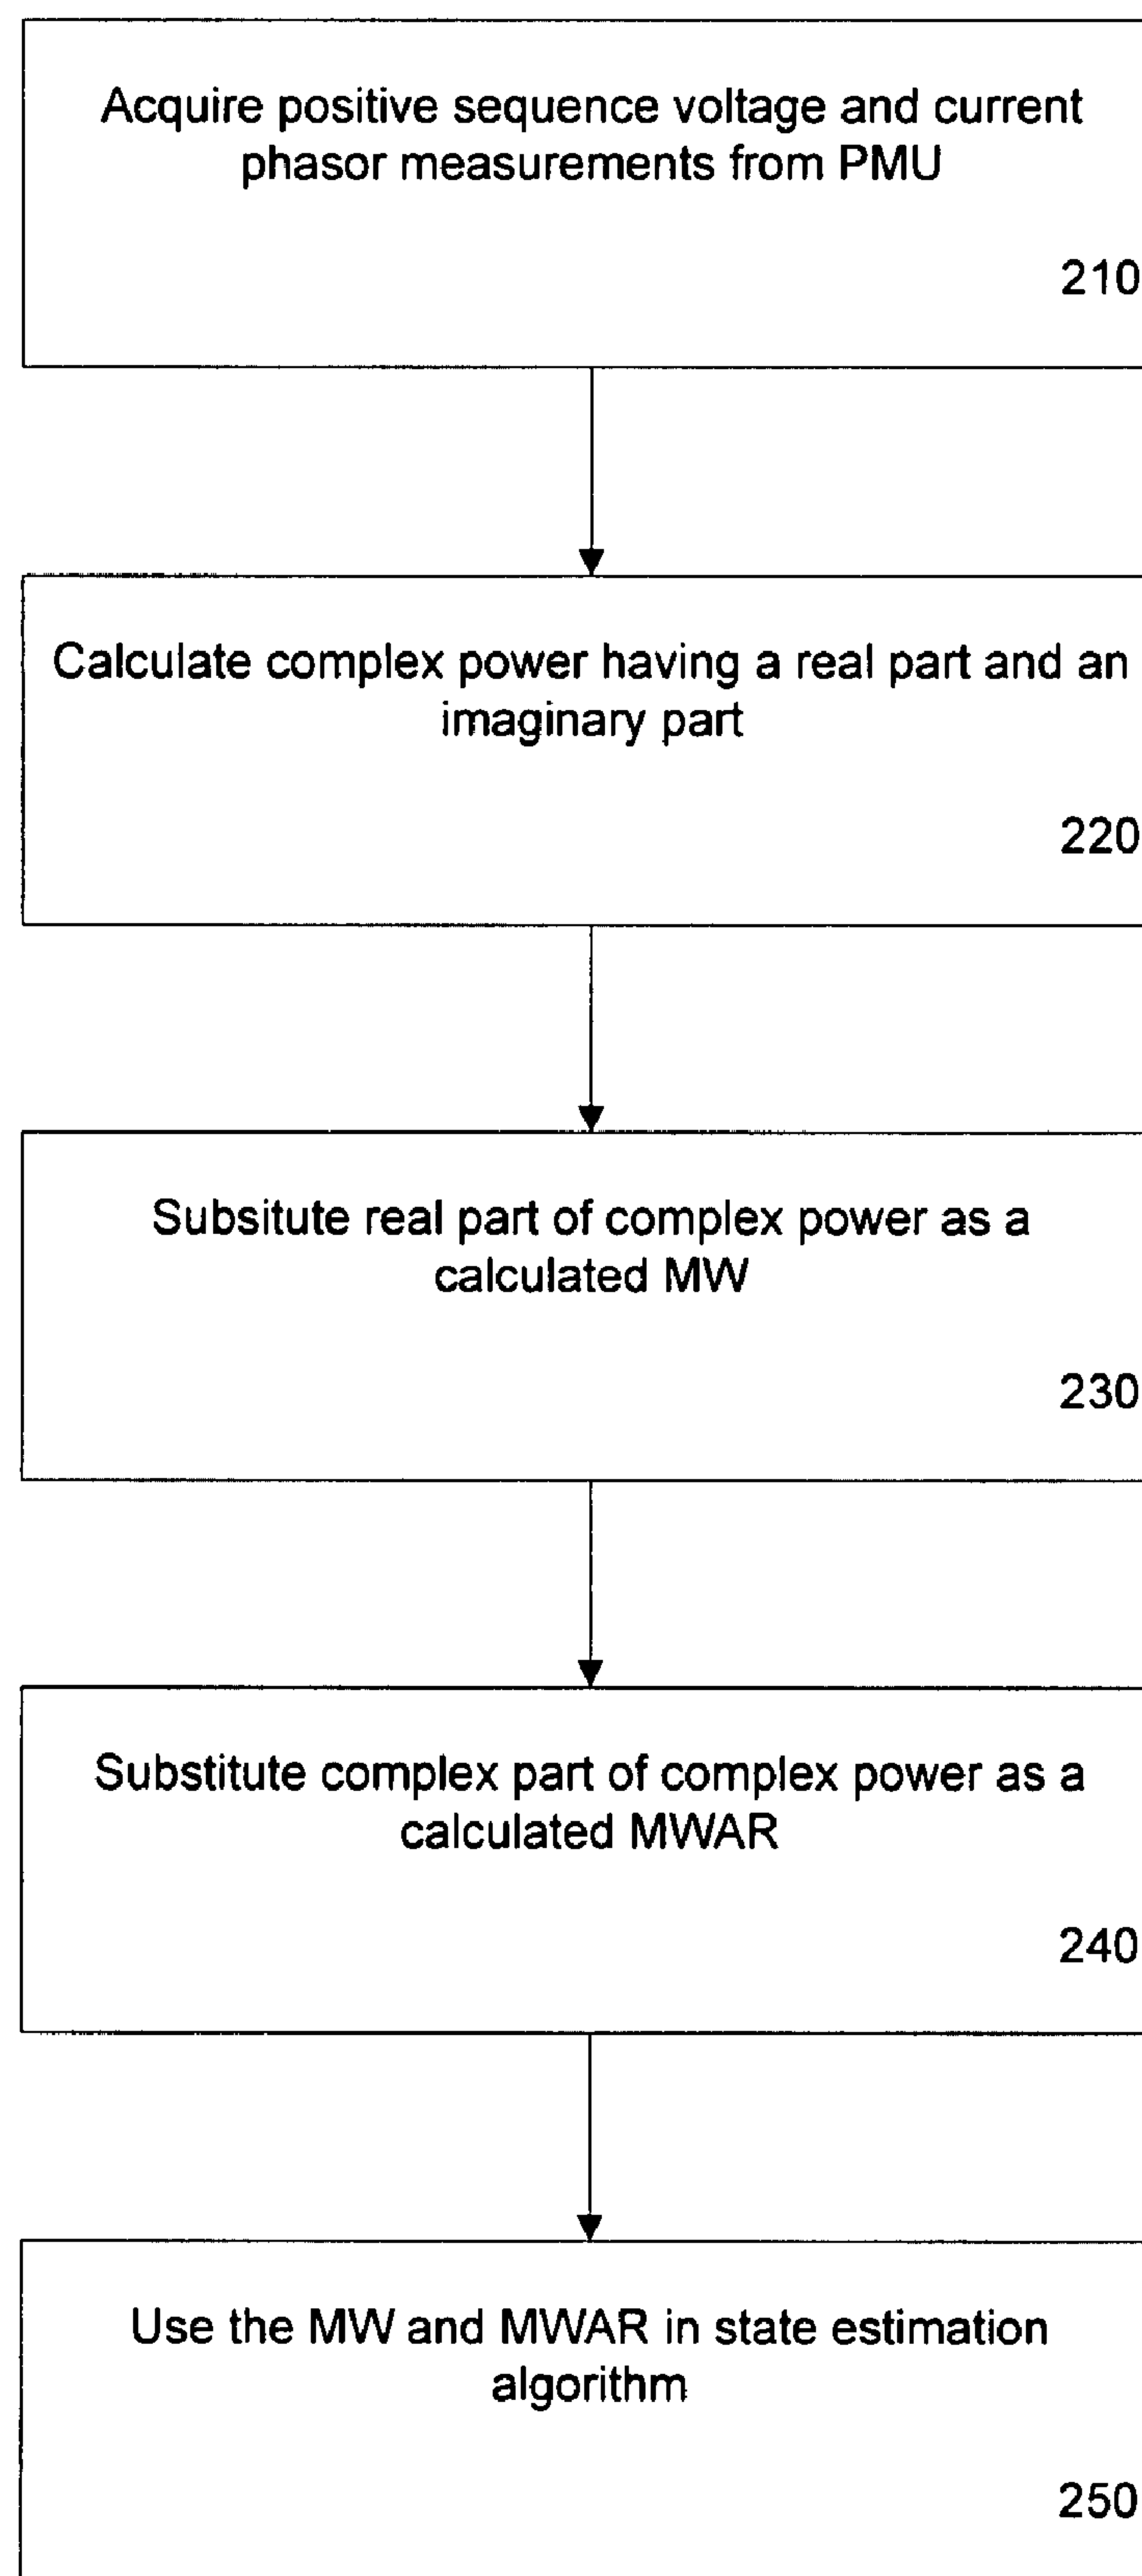 Acquire positive sequence voltage and current
phasor measurements from PMU
210
Calculate complex power having a real part and an
imaginary part
220
Subsitute real part of complex power as a
calculated MW
230
Substitute complex part of complex power as a
calculated MWAR
240
Use the MW and MWAR in state estimation
algorithm
250